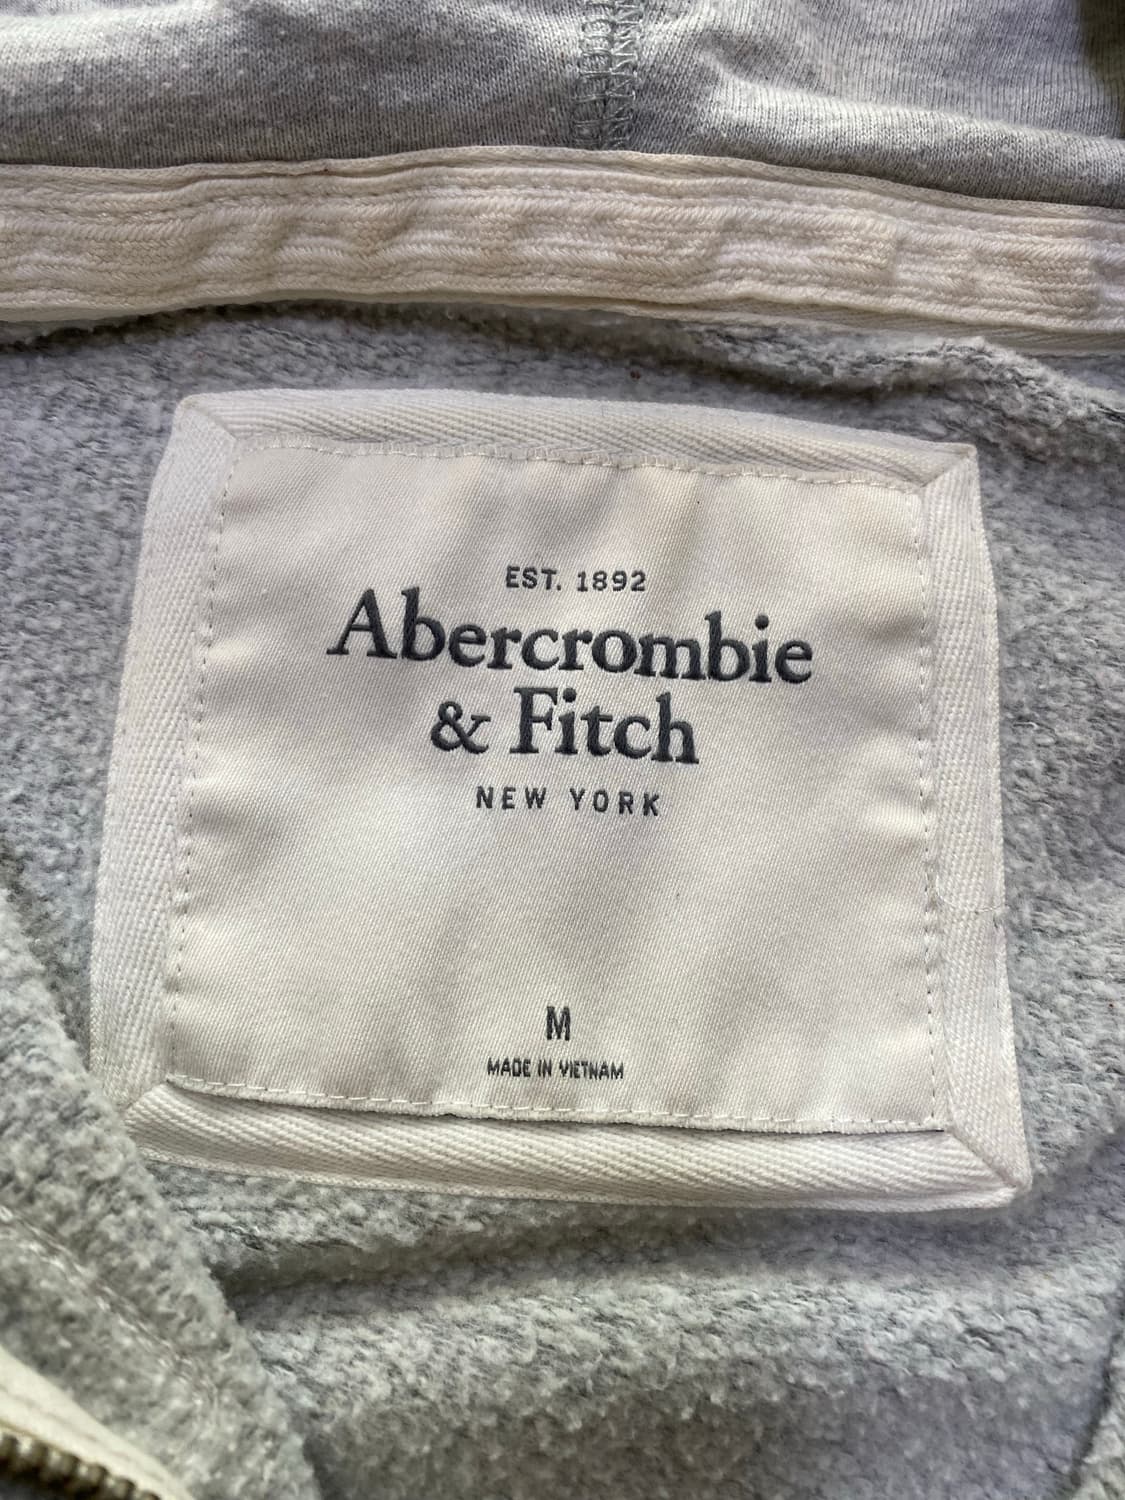 EST. 1892
Abercrombie
& Fitch
NEW YORK
M
MADE IN VIETNAM